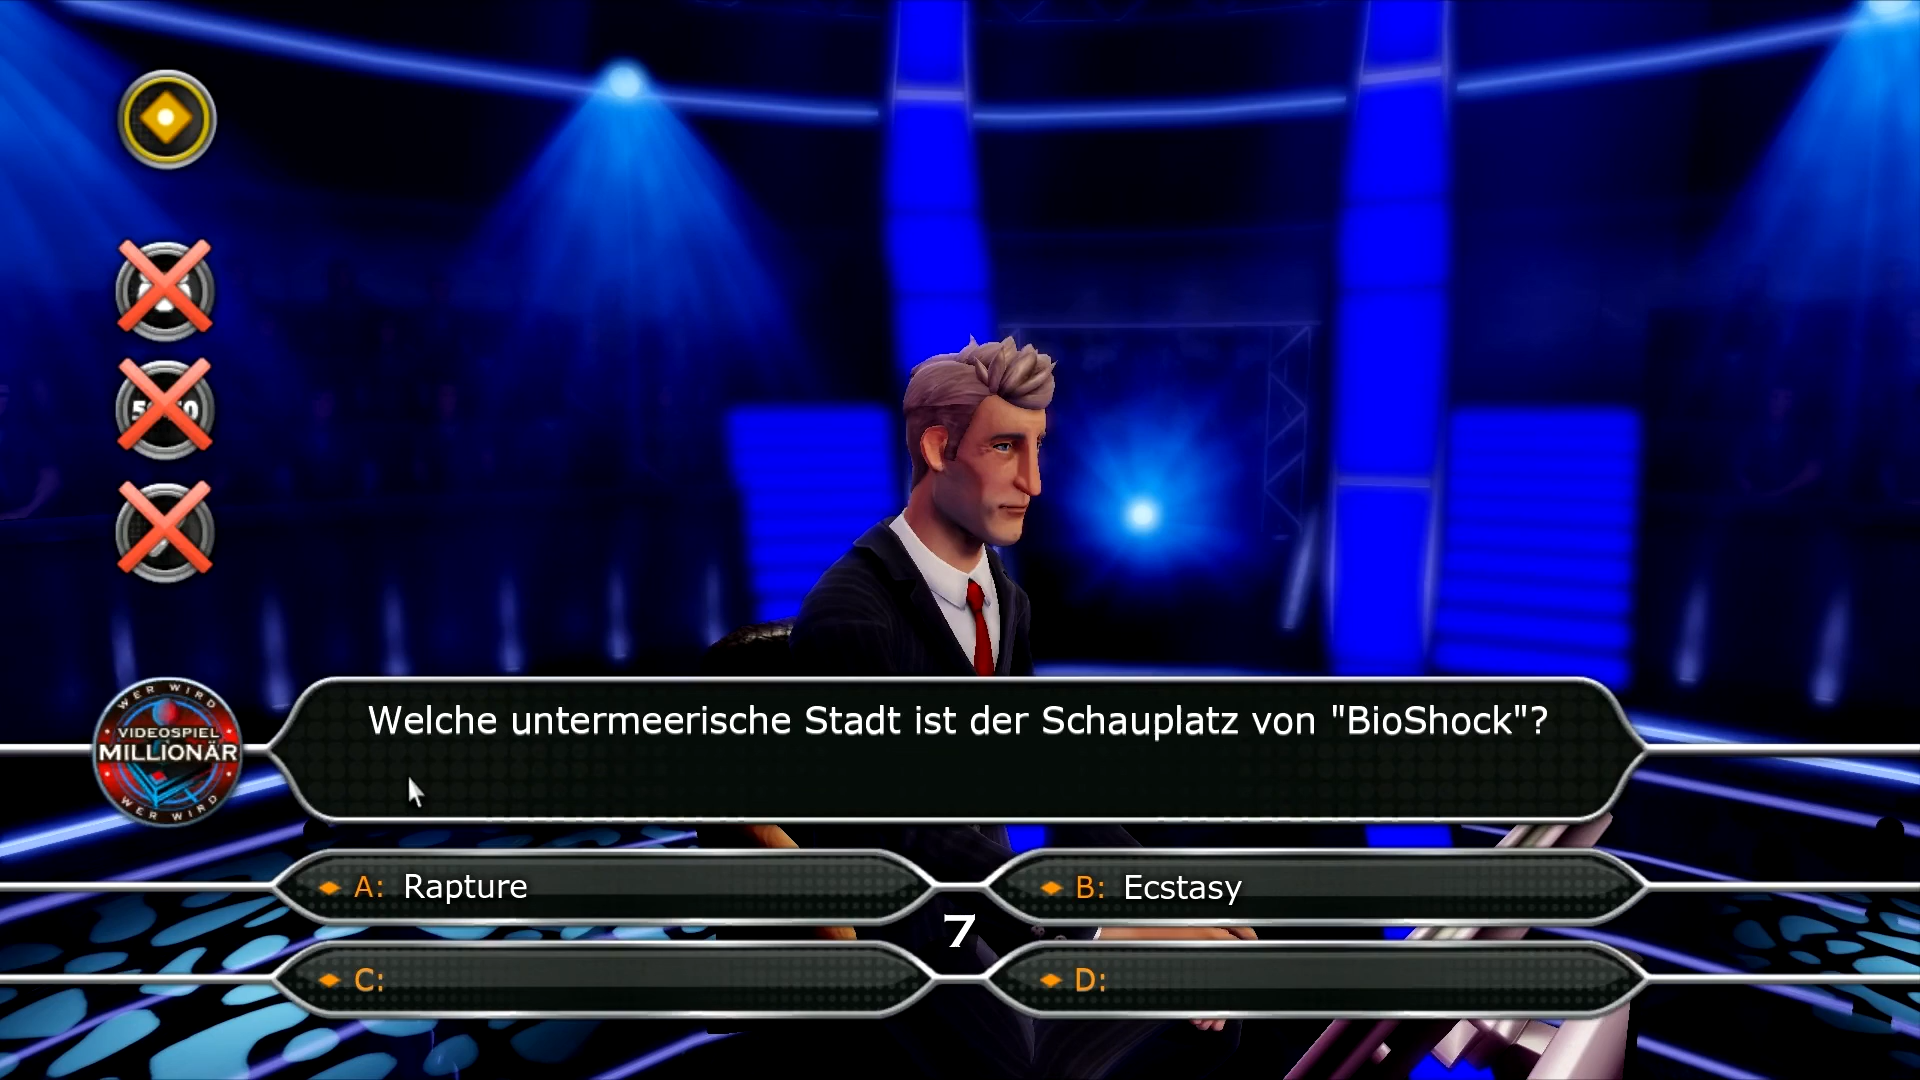 WER WIRD
VIDEOSPIEL
MILLIONÄR
WER WIRD
Welche untermeerische Stadt ist der Schauplatz von "BioShock"?
A: Rapture
B: Ecstasy
7
C:
D: